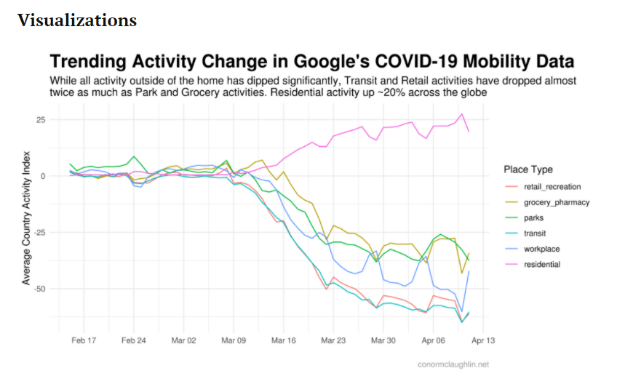 Visualizations
Trending Activity Change in Google's COVID-19 Mobility Data
While all activity outside of the home has dipped significantly, Transit and Retail activities have dropped almost
twice as much as Park and Grocery activities. Residential activity up ~20% across the globe
Average Country Activity Index
25
0
-25
-50
Feb 17
Feb 24
Mar 02
Mar 09
Mar 16
Mar 23
Mar 30
Apr 06
Apr 13
Place Type
retail_recreation
grocery_pharmacy
parks
transit
workplace
residential
conormclaughlin.net